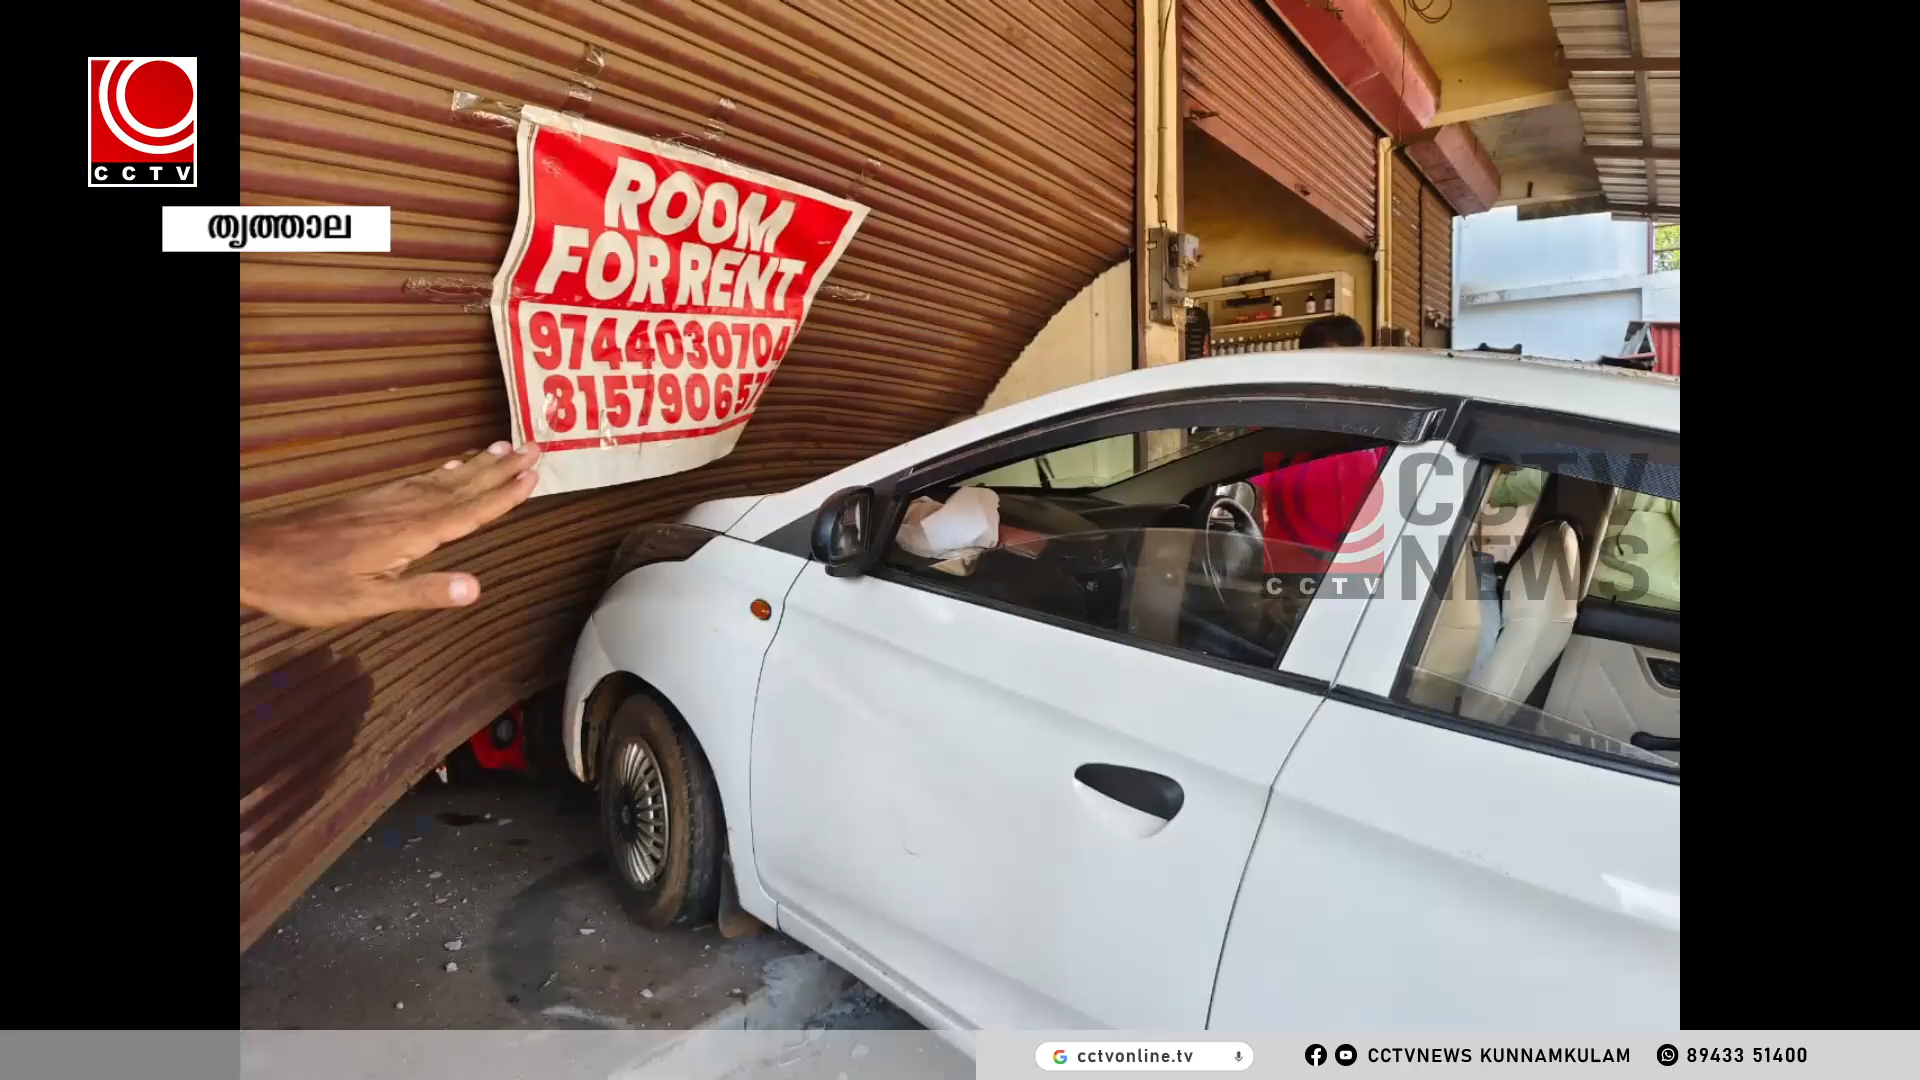 CCTV
തൃത്താല
ROOM
FOR RENT
9744030704
CCTV
NEWS
CCTV
cctvonline.tv
CCTVNEWS KUNNAMKULAM
89433 51400